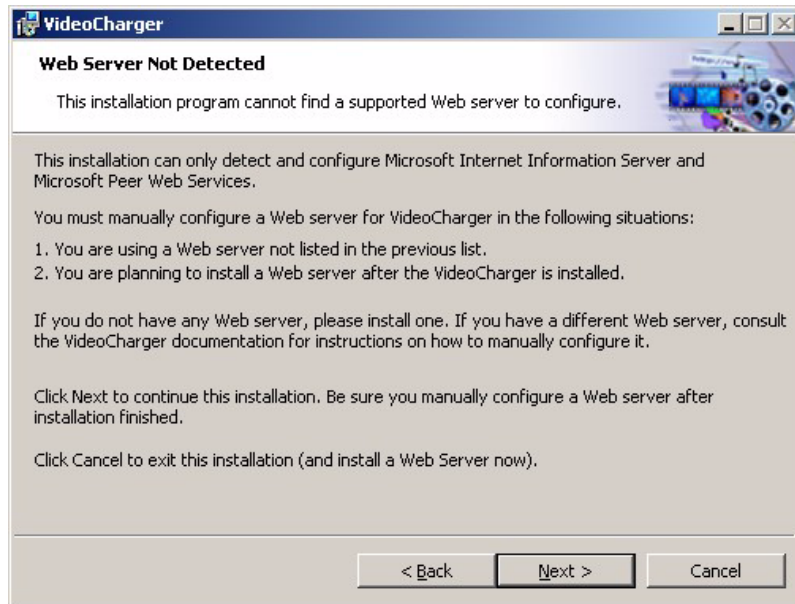 VideoCharger
Web Server Not Detected
This installation program cannot find a supported Web server to configure.
This installation can only detect and configure Microsoft Internet Information Server and
Microsoft Peer Web Services.
You must manually configure a Web server for VideoCharger in the following situations:
1. You are using a Web server not listed in the previous list.
2. You are planning to install a Web server after the VideoCharger is installed.
If you do not have any Web server, please install one. If you have a different Web server, consult
the VideoCharger documentation for instructions on how to manually configure it.
Click Next to continue this installation. Be sure you manually configure a Web server after
installation finished.
Click Cancel to exit this installation (and install a Web Server now).
< Back Next > Cancel